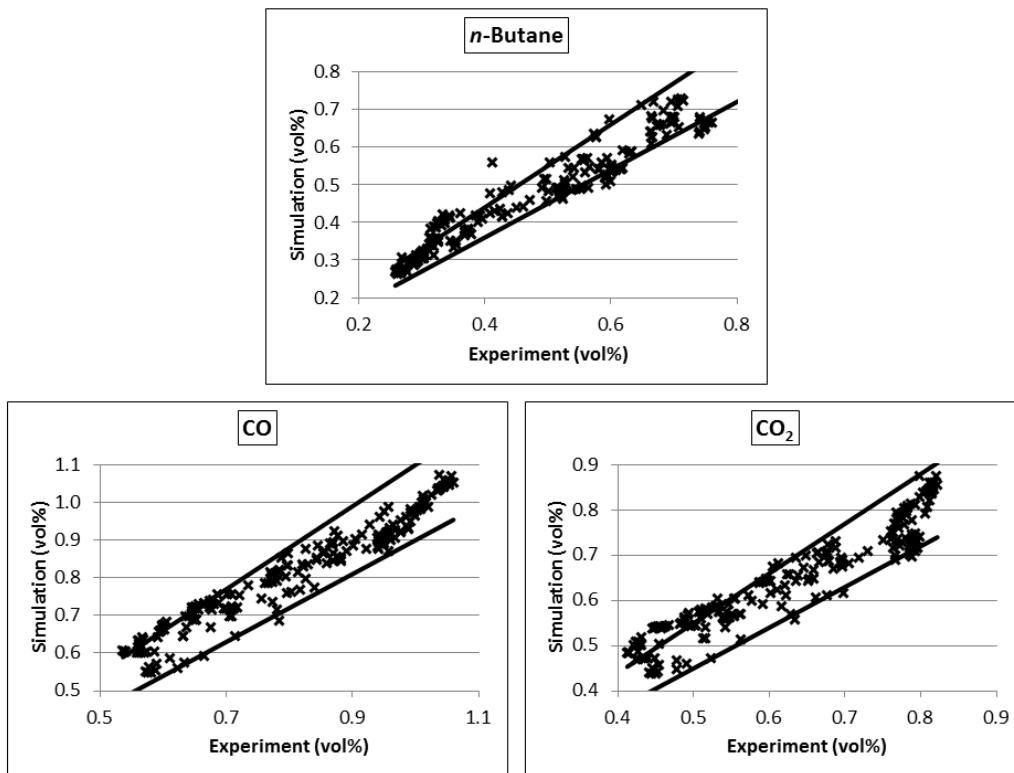 n-Butane
Simulation (vol%)
0.8
0.7
0.6
0.5
0.4
0.3
0.2
0.2 0.4 0.6 0.8
Experiment (vol%)
CO
Simulation (vol%)
1.1
1.0
0.9
0.8
0.7
0.6
0.5
0.5 0.7 0.9 1.1
Experiment (vol%)
CO₂
Simulation (vol%)
0.9
0.8
0.7
0.6
0.5
0.4
0.4 0.5 0.6 0.7 0.8 0.9
Experiment (vol%)